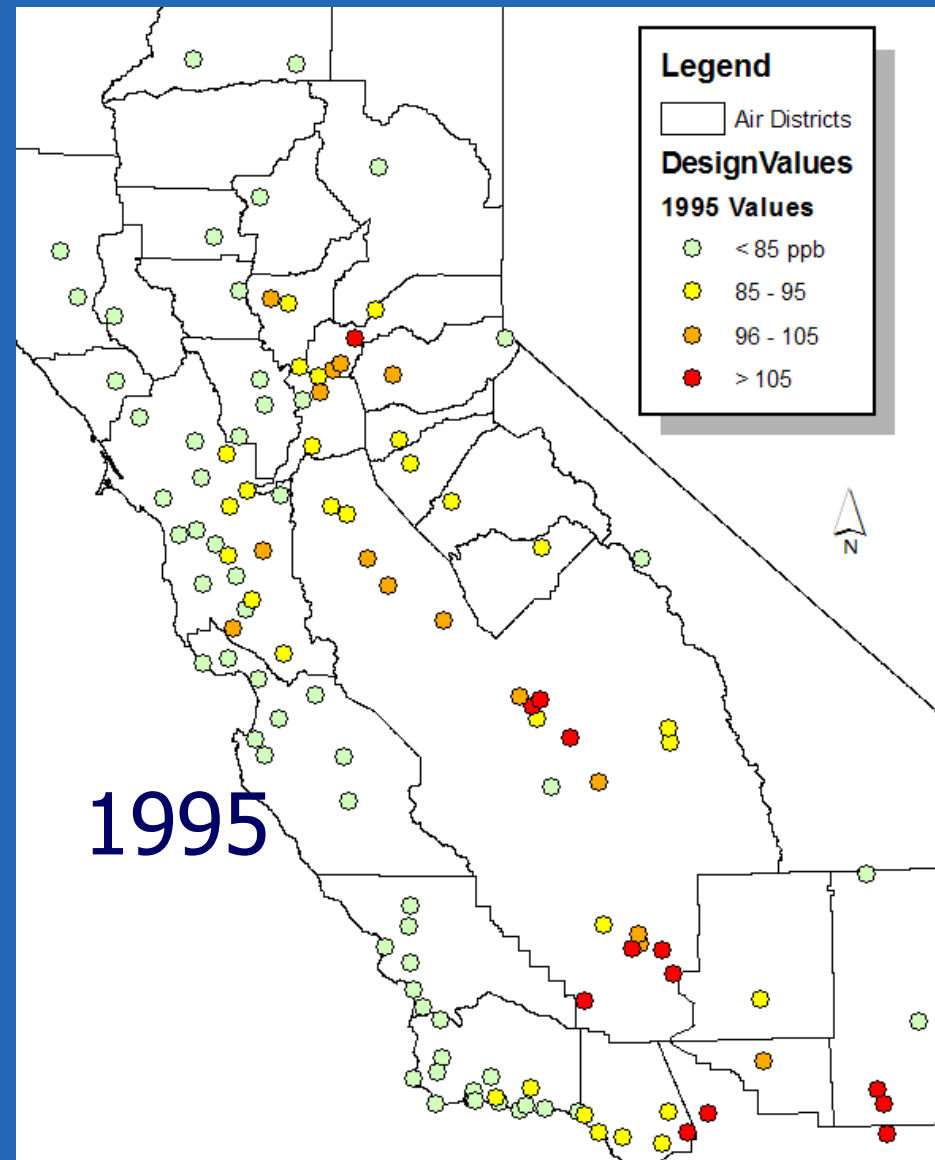 Legend
Air Districts
DesignValues
1995 Values
< 85 ppb
85 - 95
96 - 105
> 105
N
1995